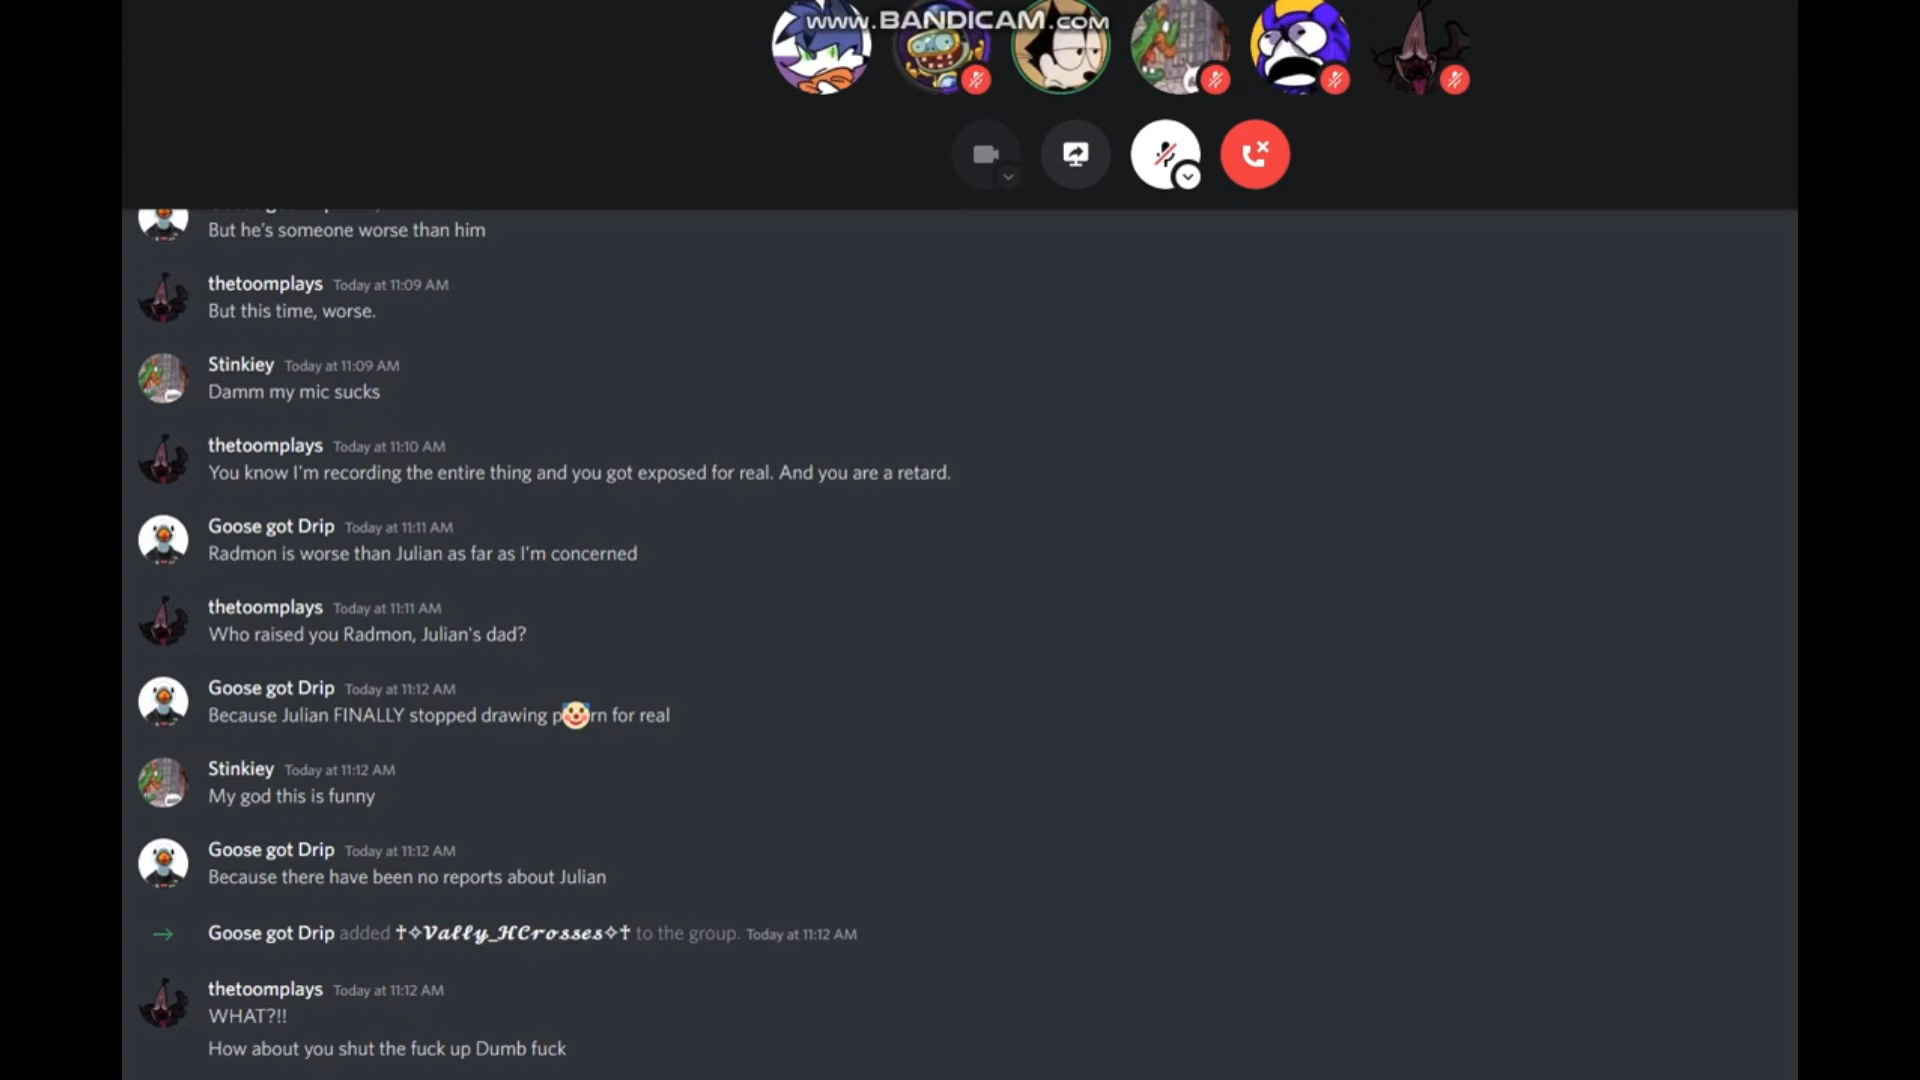 www.BANDICAM.com
But he's someone worse than him
thetoomplays Today at 11:09 AM
But this time, worse.
Stinkiey Today at 11:09 AM
Damm my mic sucks
thetoomplays Today at 11:10 AM
You know I'm recording the entire thing and you got exposed for real. And you are a retard.
Goose got Drip Today at 11:11 AM
Radmon is worse than Julian as far as I'm concerned
thetoomplays Today at 11:11 AM
Who raised you Radmon, Julian's dad?
Goose got Drip Today at 11:12 AM
Because Julian FINALLY stopped drawing p🤡rn for real
Stinkiey Today at 11:12 AM
My god this is funny
Goose got Drip Today at 11:12 AM
Because there have been no reports about Julian
Goose got Drip added †✧𝓥𝓪𝓵𝓵𝔂_𝓗𝓒𝓻𝓸𝓼𝓼𝓮𝓼✧† to the group. Today at 11:12 AM
thetoomplays Today at 11:12 AM
WHAT?!!
How about you shut the fuck up Dumb fuck